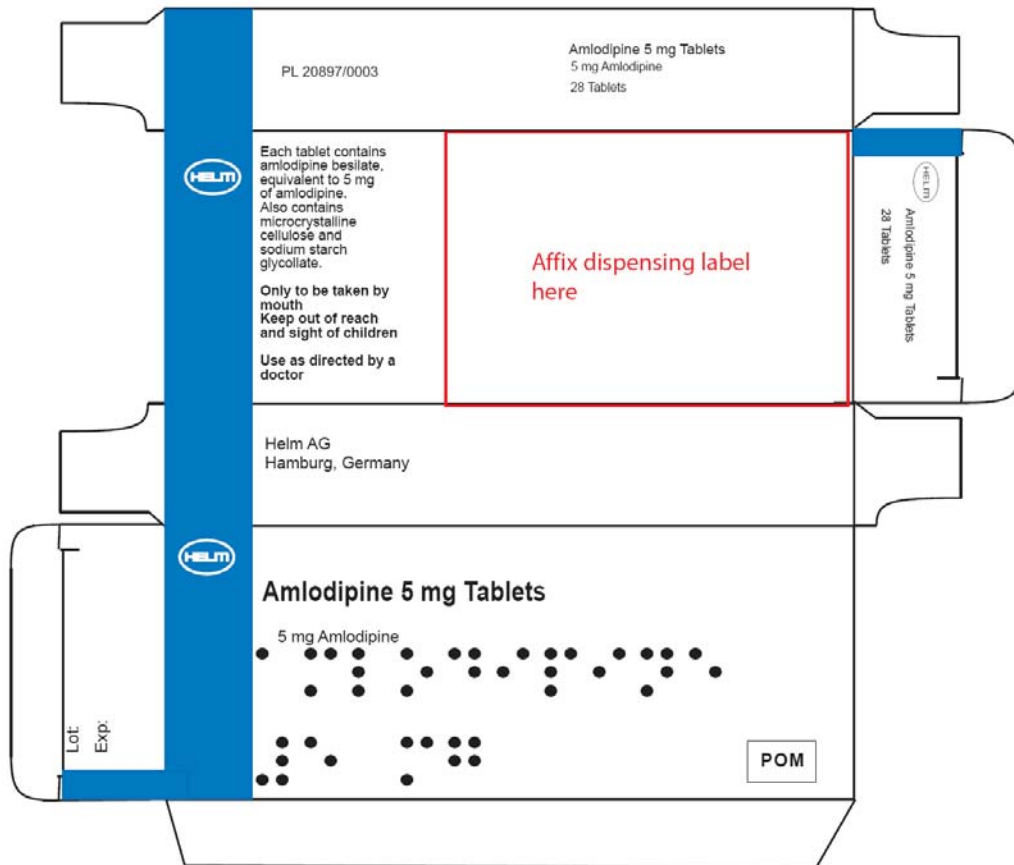 PL 20897/0003
Amlodipine 5 mg Tablets
5 mg Amlodipine
28 Tablets
HELM
Each tablet contains
amlodipine besilate,
equivalent to 5 mg
of amlodipine.
Also contains
microcrystalline
cellulose and
sodium starch
glycollate.
Only to be taken by
mouth
Keep out of reach
and sight of children
Use as directed by a
doctor
Affix dispensing label
here
HELM
Amlodipine 5 mg Tablets
28 Tablets
Helm AG
Hamburg, Germany
HELM
Amlodipine 5 mg Tablets
5 mg Amlodipine
⠁⠍⠇⠕⠙⠊⠏⠊⠝⠑
⠼⠑ ⠍⠛
POM
Lot:
Exp: